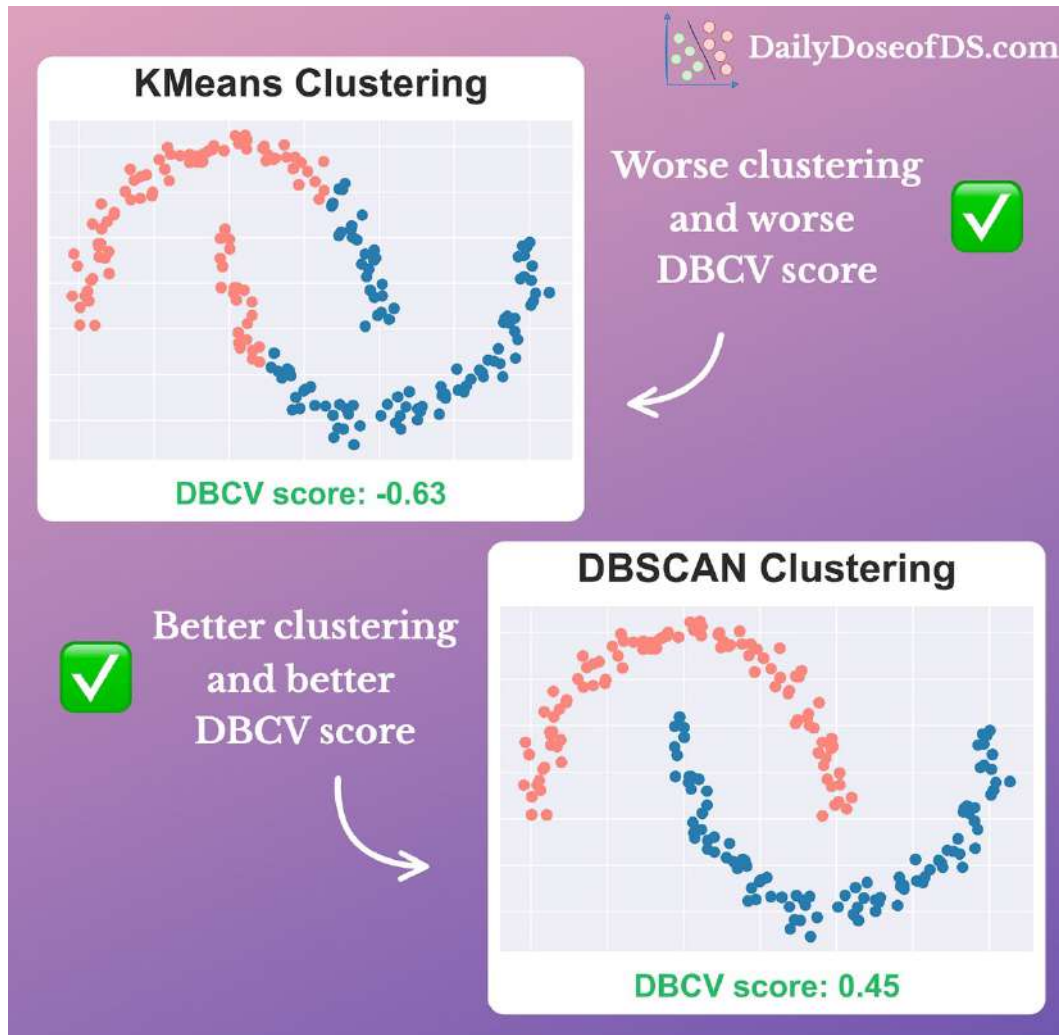 DailyDoseofDS.com
KMeans Clustering
Worse clustering
and worse
DBCV score
DBCV score: -0.63
DBSCAN Clustering
Better clustering
and better
DBCV score
DBCV score: 0.45